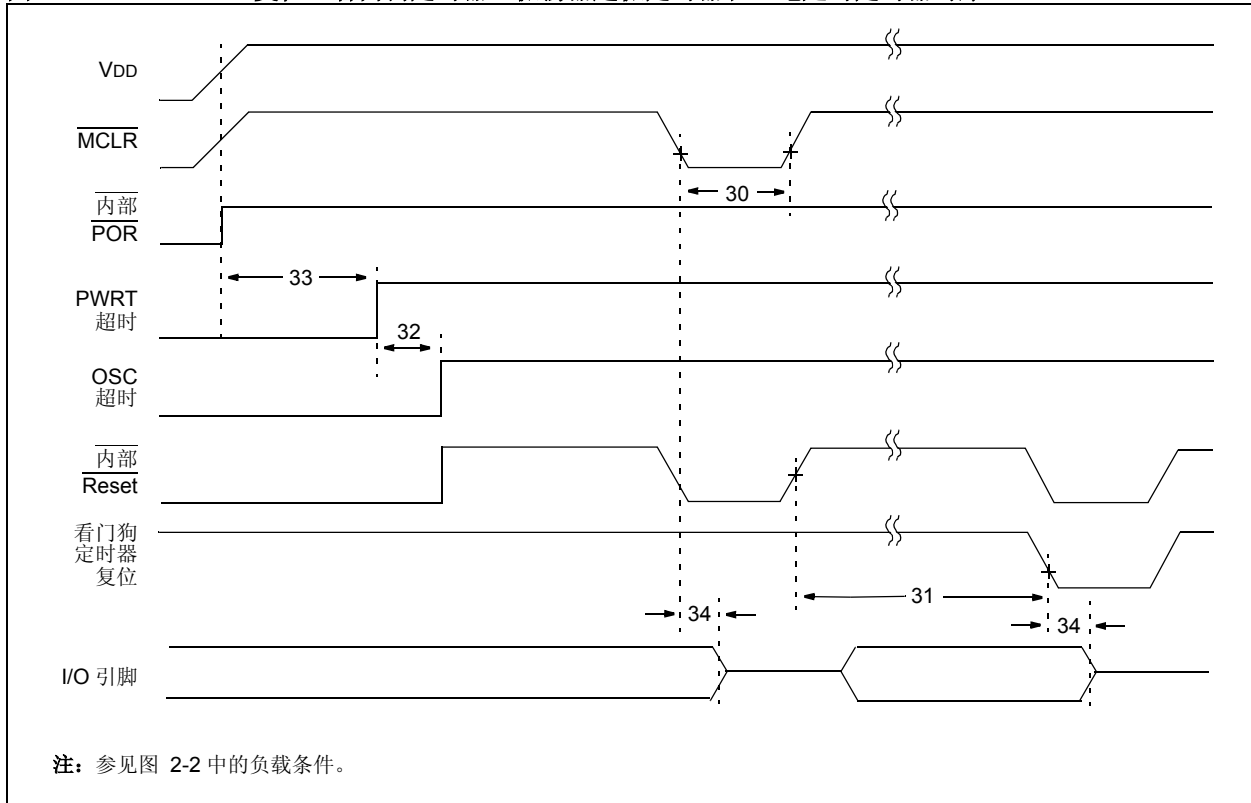 VDD
MCLR
内部
POR
30
33
PWRT
超时
32
OSC
超时
内部
Reset
看门狗
定时器
复位
31
34
34
I/O 引脚
注: 参见图 2-2 中的负载条件。